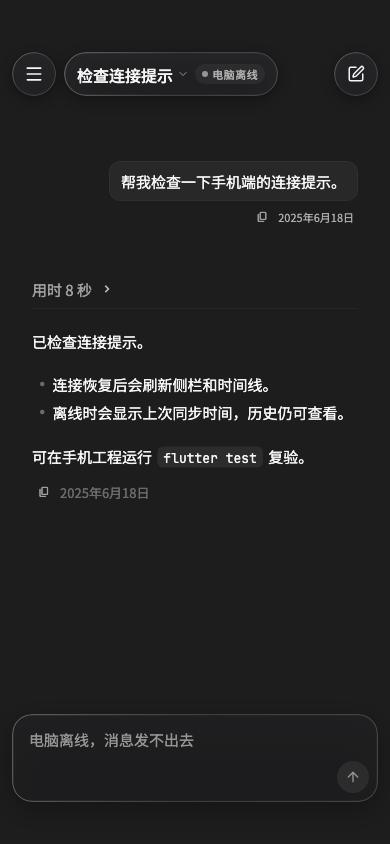 检查连接提示
电脑离线
帮我检查一下手机端的连接提示。
2025年6月18日
用时 8 秒
已检查连接提示。
连接恢复后会刷新侧栏和时间线。
离线时会显示上次同步时间，历史仍可查看。
可在手机工程运行 flutter test 复验。
2025年6月18日
电脑离线，消息发不出去